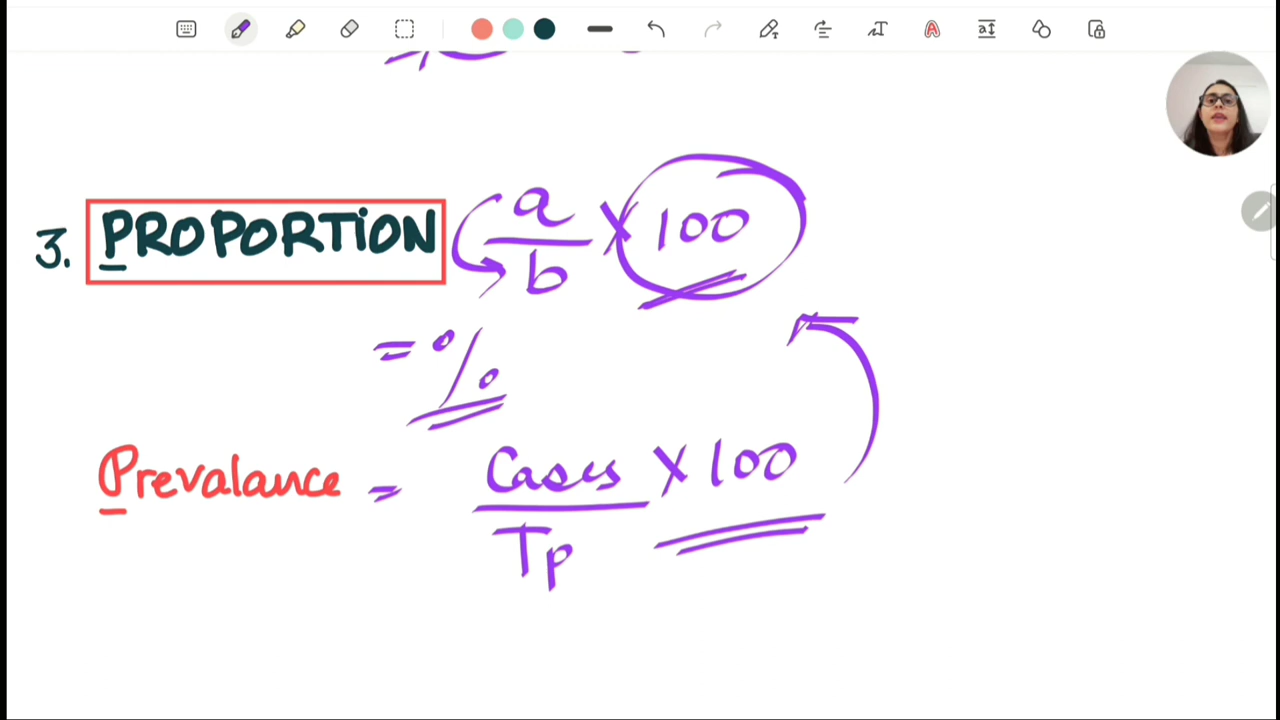 3. PROPORTION a/b × 100
= %
Prevalance = Cases/Tp × 100